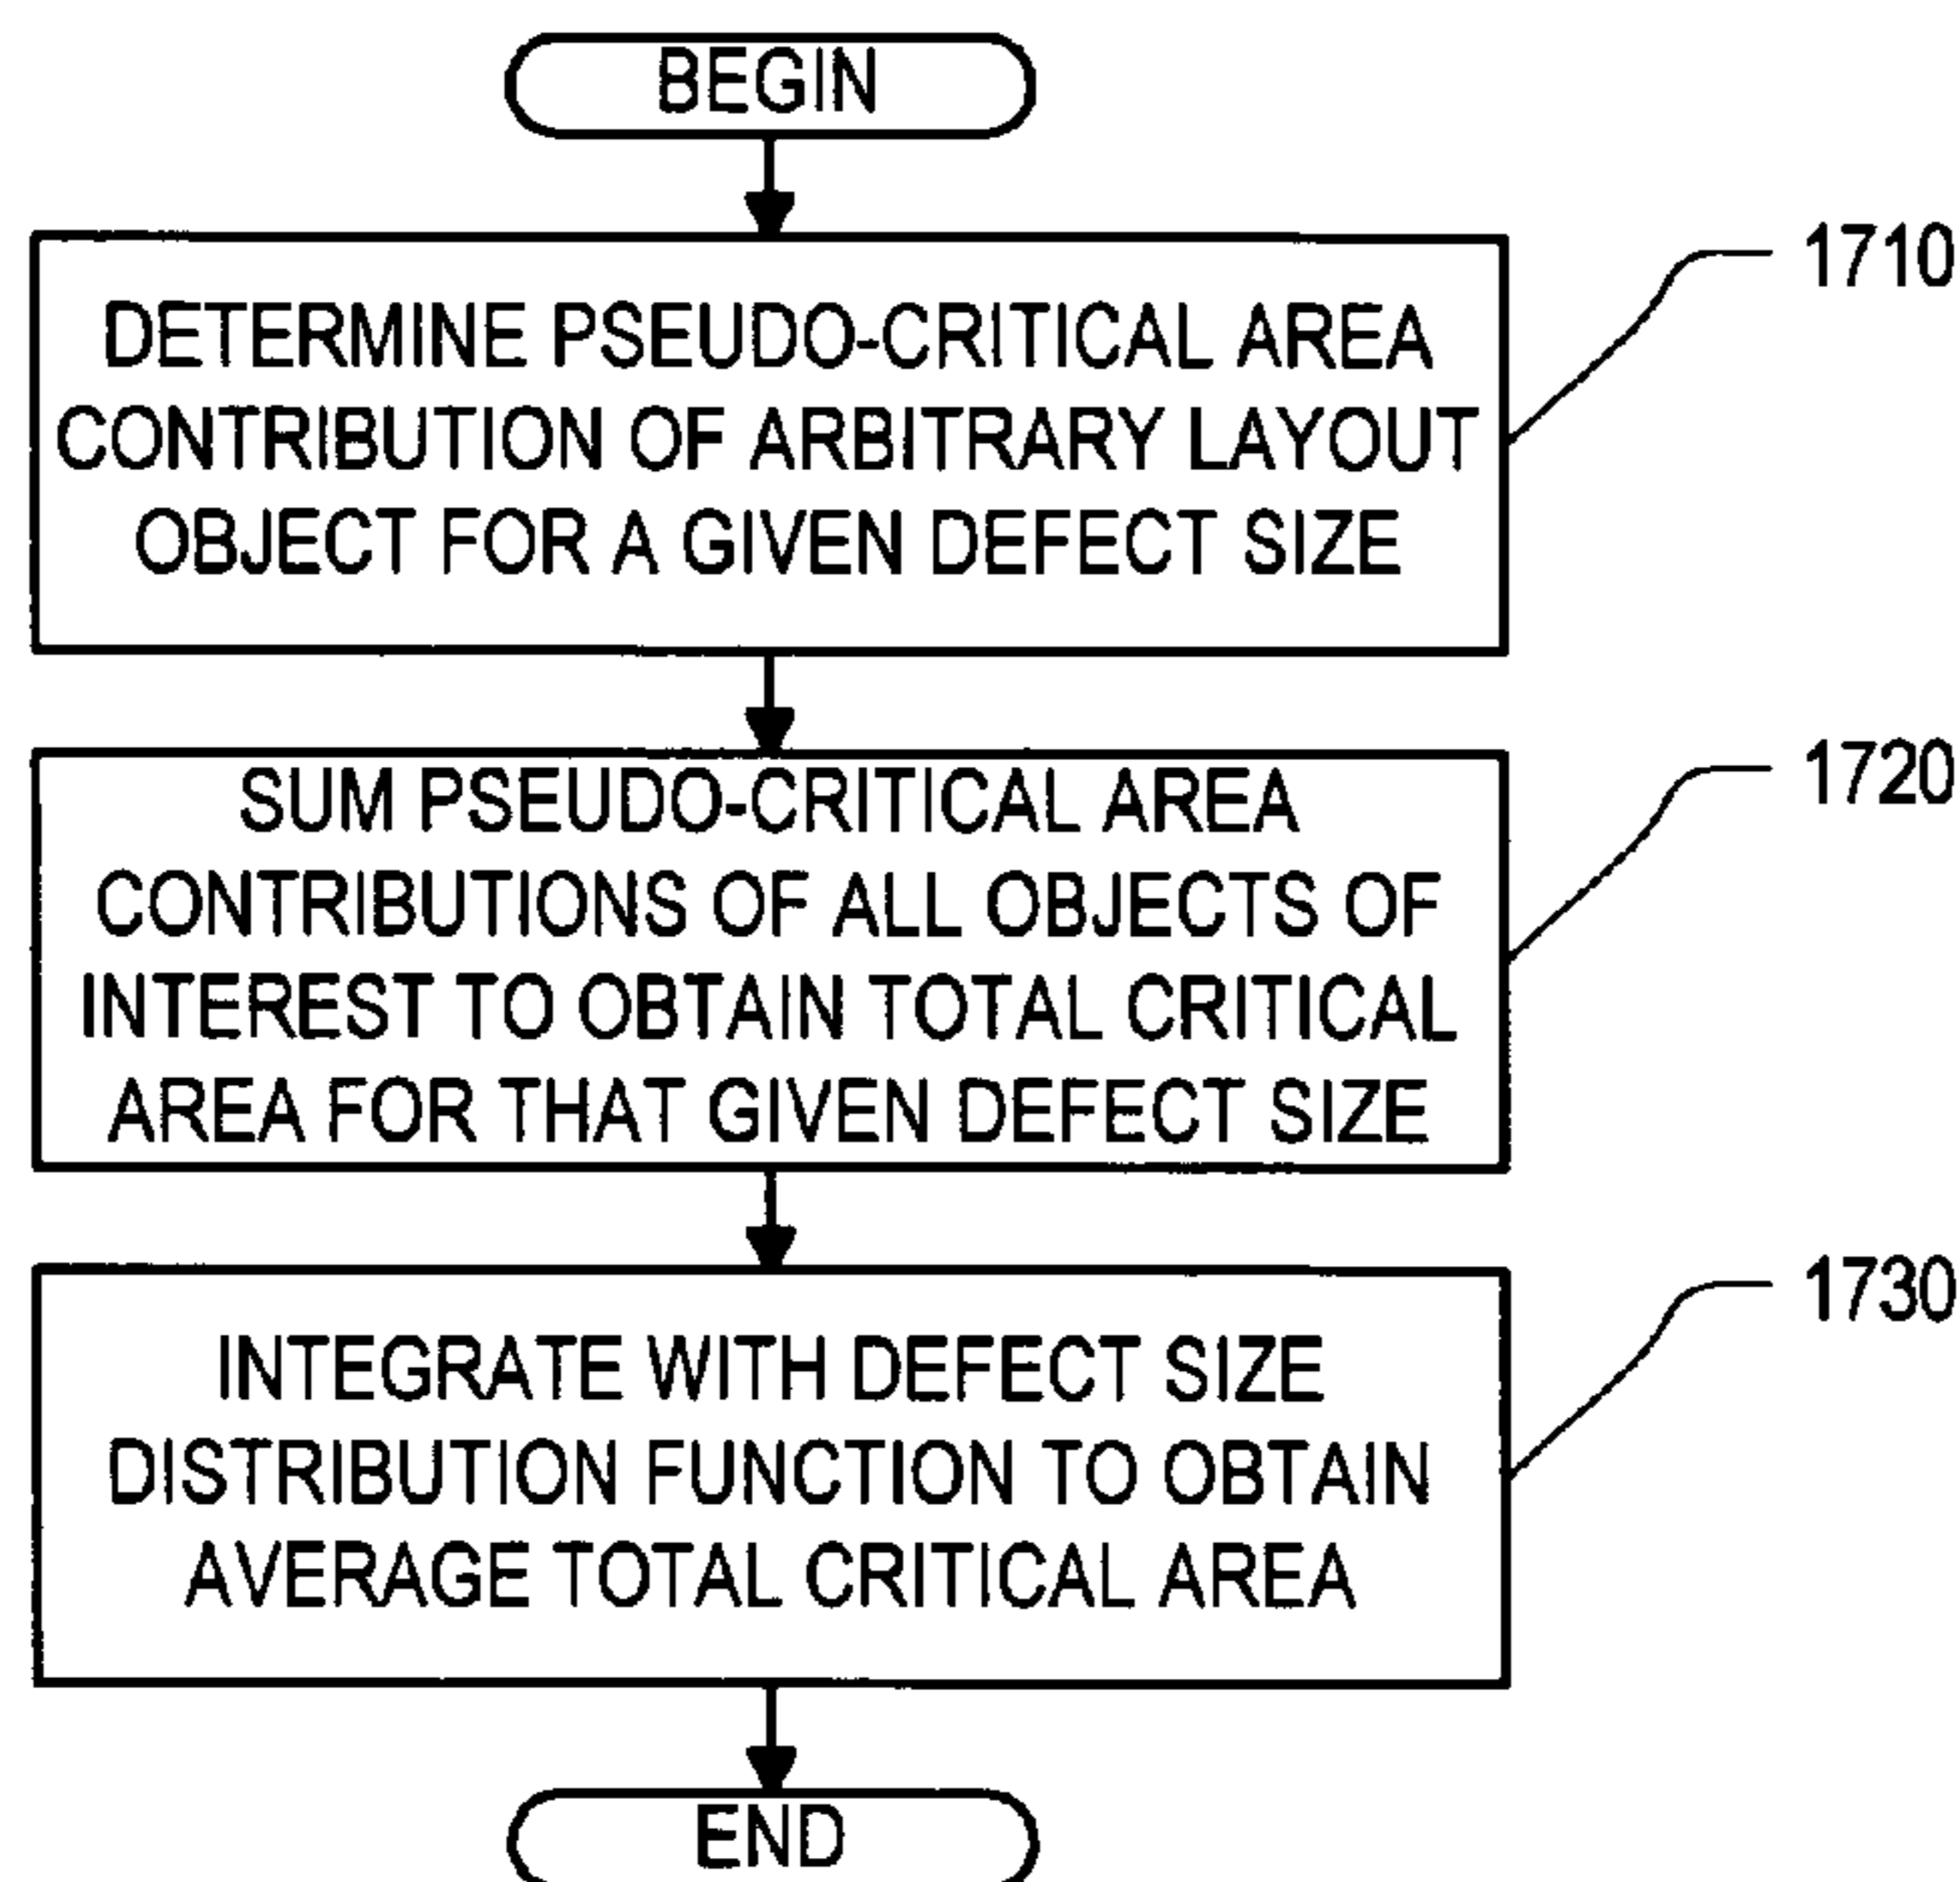 BEGIN
DETERMINE PSEUDO-CRITICAL AREA
CONTRIBUTION OF ARBITRARY LAYOUT
OBJECT FOR A GIVEN DEFECT SIZE
1710
SUM PSEUDO-CRITICAL AREA
CONTRIBUTIONS OF ALL OBJECTS OF
INTEREST TO OBTAIN TOTAL CRITICAL
AREA FOR THAT GIVEN DEFECT SIZE
1720
INTEGRATE WITH DEFECT SIZE
DISTRIBUTION FUNCTION TO OBTAIN
AVERAGE TOTAL CRITICAL AREA
1730
END